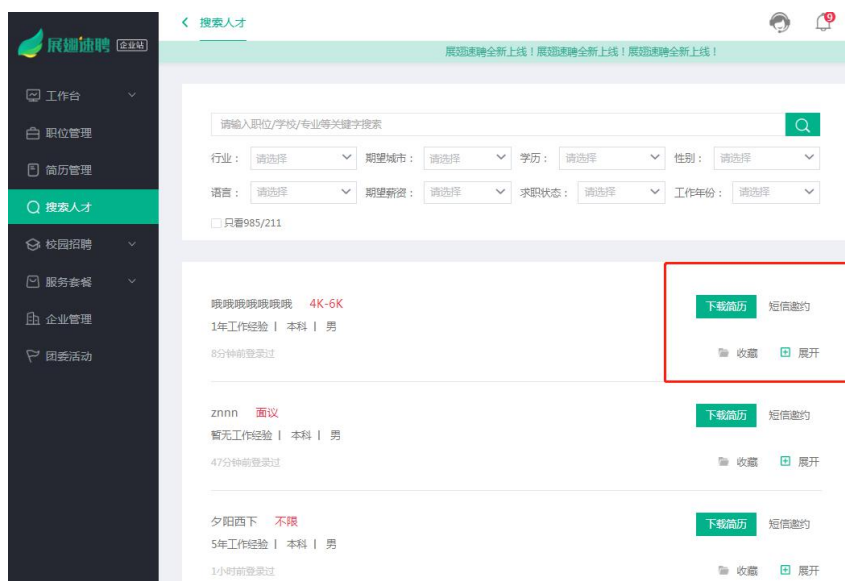 搜索人才
9
展翅速聘 企业站
展翅速聘全新上线！展翅速聘全新上线！展翅速聘全新上线！
工作台
职位管理
简历管理
搜索人才
校园招聘
服务套餐
企业管理
团委活动
请输入职位/学校/专业等关键字搜索
行业： 请选择 期望城市： 请选择 学历： 请选择 性别： 请选择
语言： 请选择 期望薪资： 请选择 求职状态： 请选择 工作年份： 请选择
只看985/211
哦哦哦哦哦哦哦 4K-6K 下载简历 短信邀约
1年工作经验 | 本科 | 男
8分钟前登录过 收藏 展开
znnn 面议 下载简历 短信邀约
暂无工作经验 | 本科 | 男
47分钟前登录过 收藏 展开
夕阳西下 不限 下载简历 短信邀约
5年工作经验 | 本科 | 男
1小时前登录过 收藏 展开